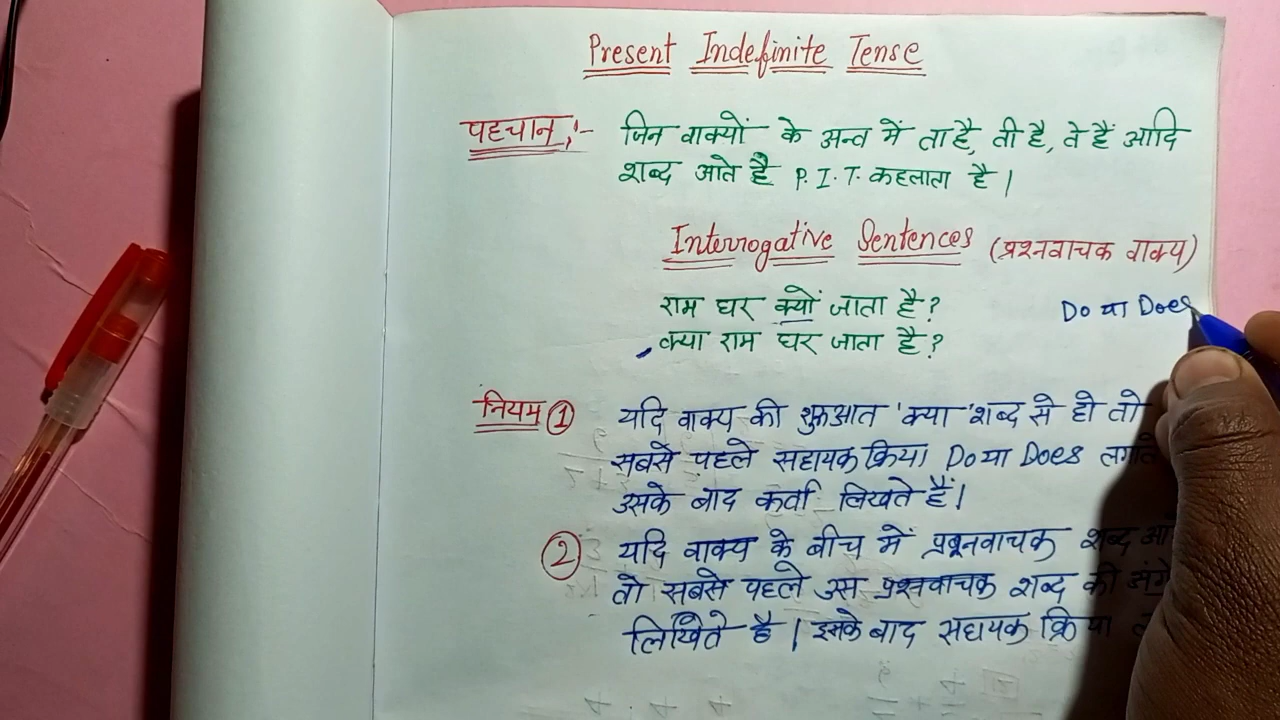 Present Indefinite Tense
पहचान :- जिन वाक्यों के अन्त में ता है, ती है, ते हैं आदि
शब्द आते है P.I.T. कहलाता है।
Interrogative Sentences (प्रश्नवाचक वाक्य)
राम घर क्यों जाता है?
Do या Does
क्या राम घर जाता है?
नियम ① यदि वाक्य की शुरुआत 'क्या' शब्द से हो तो
सबसे पहले सहायक क्रिया Do या Does लगाते
उसके बाद कर्ता लिखते हैं।
② यदि वाक्य के बीच में प्रश्नवाचक शब्द
तो सबसे पहले उस प्रश्नवाचक शब्द की
लिखिते है। इसके बाद सहायक क्रिया